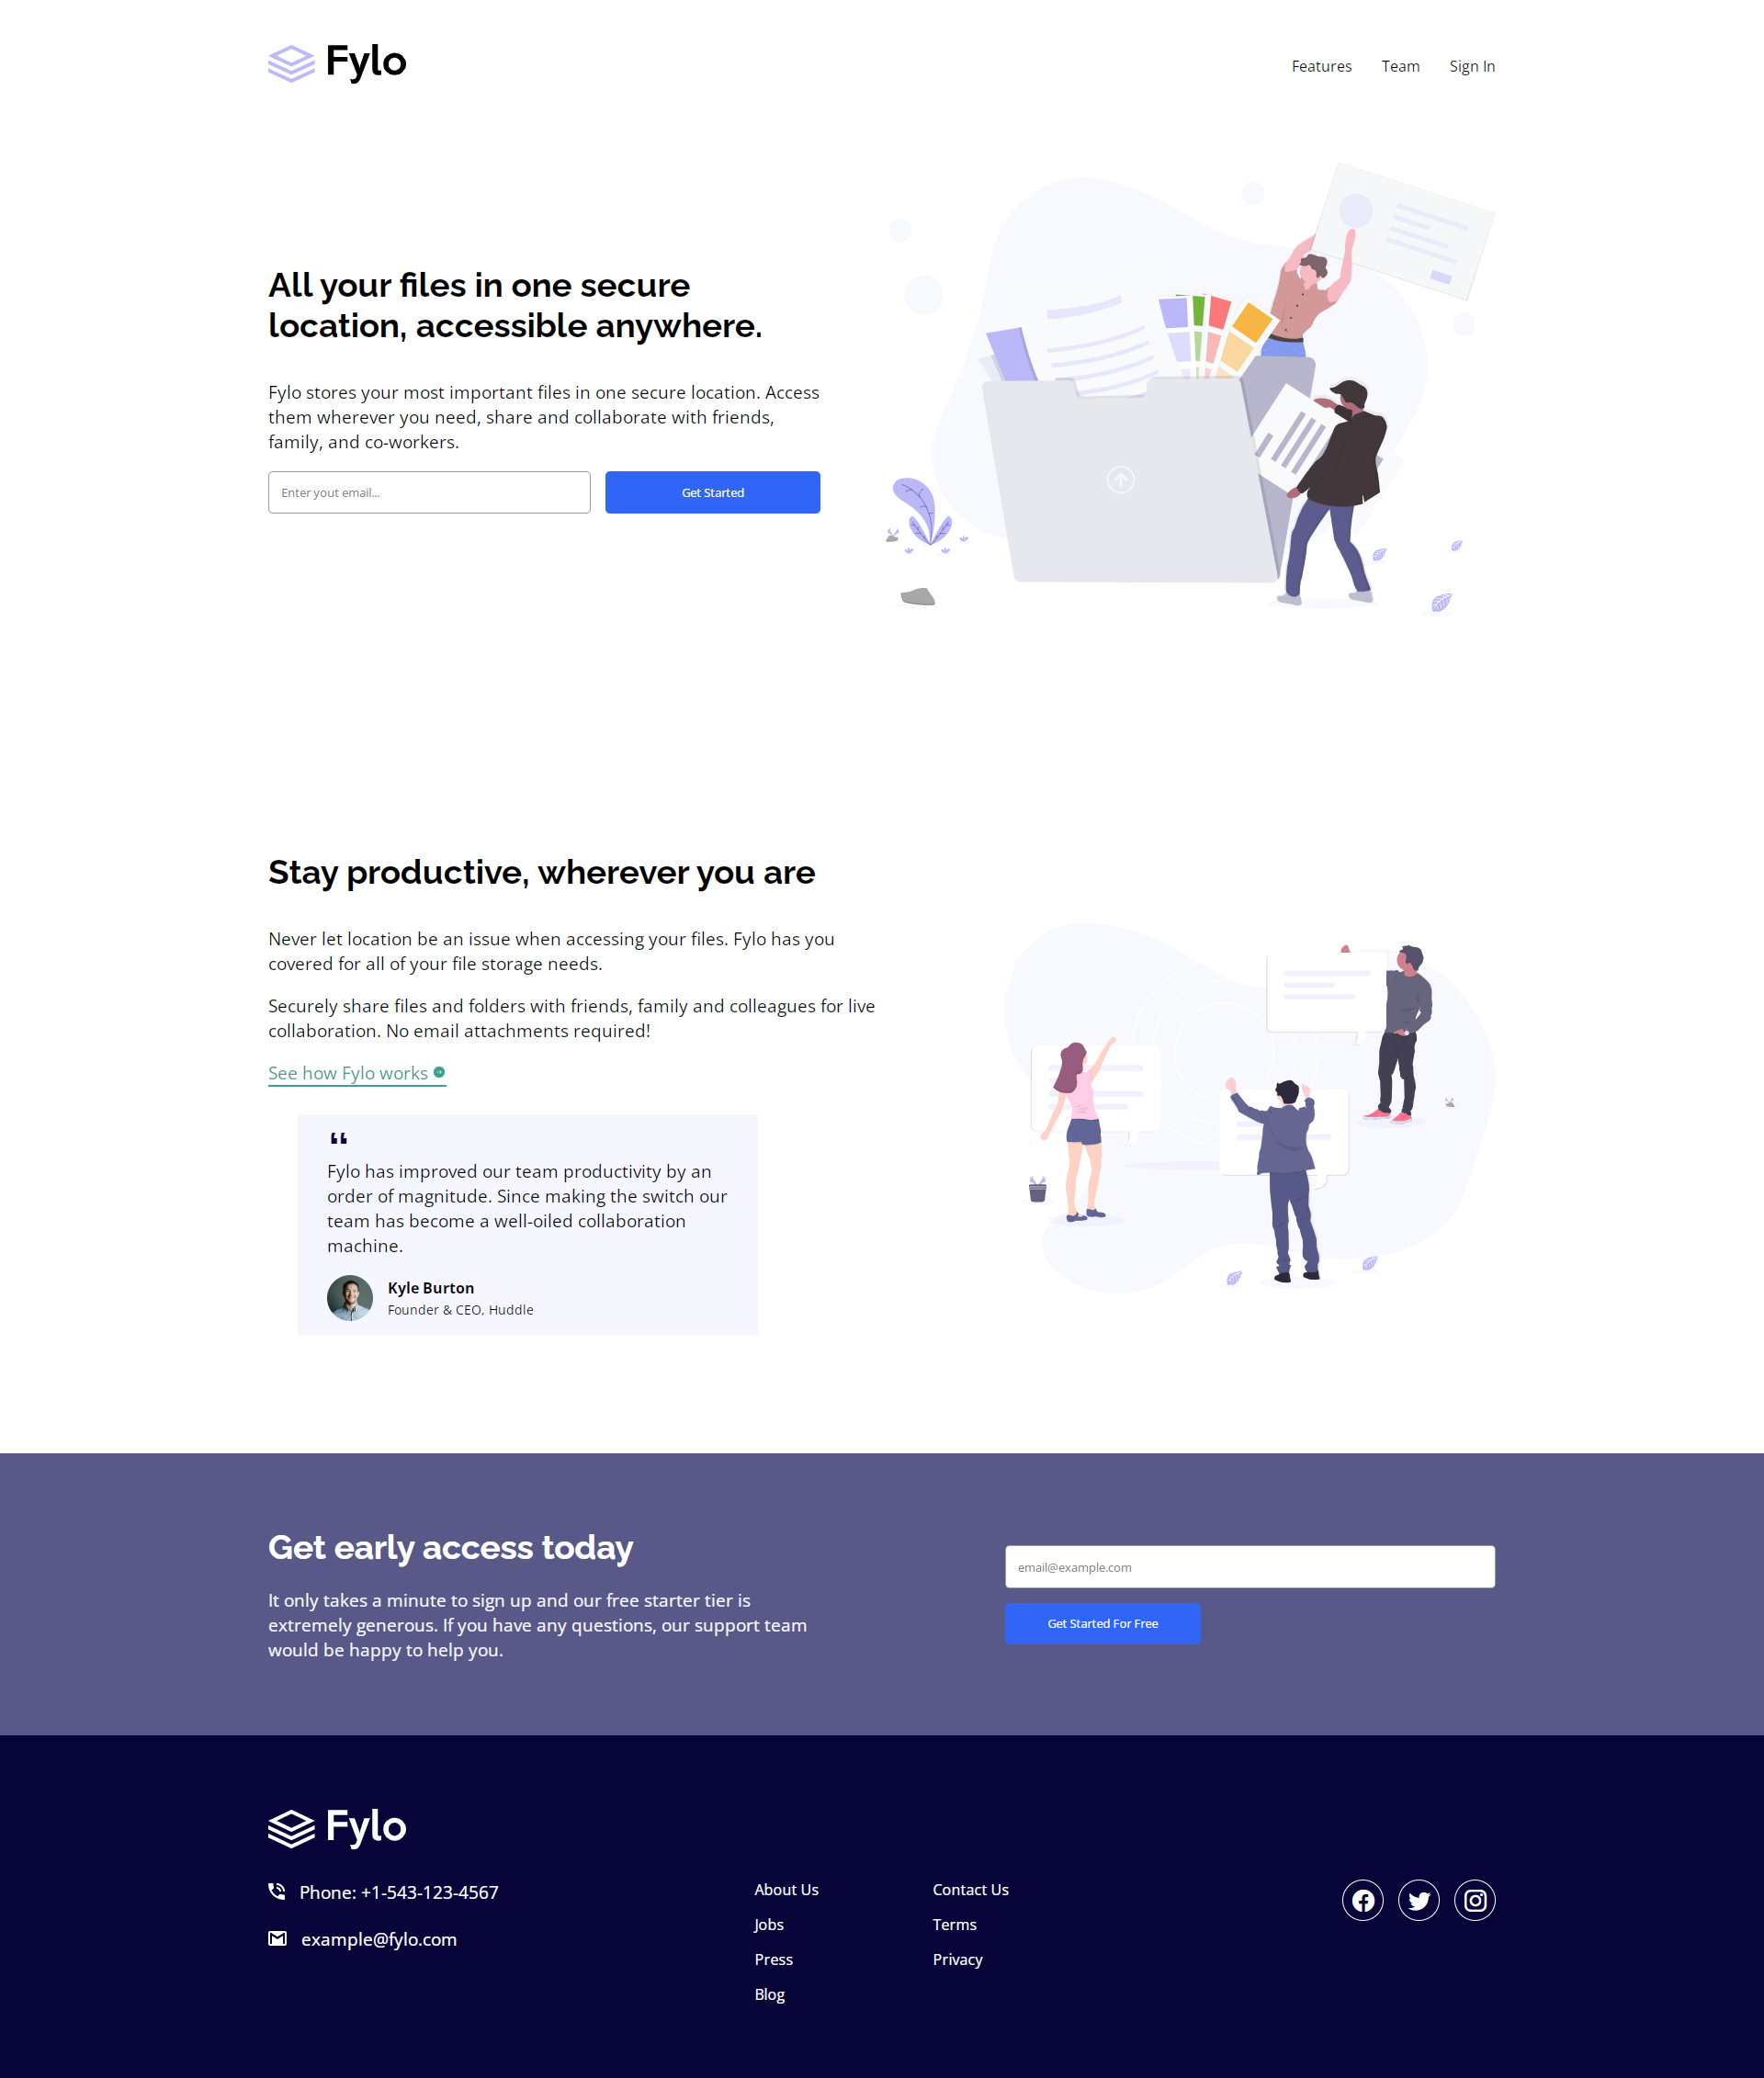 Fylo
Features
Team
Sign In
All your files in one secure
location, accessible anywhere.
Fylo stores your most important files in one secure location. Access
them wherever you need, share and collaborate with friends,
family, and co-workers.
Enter yout email...
Get Started
Stay productive, wherever you are
Never let location be an issue when accessing your files. Fylo has you
covered for all of your file storage needs.
Securely share files and folders with friends, family and colleagues for live
collaboration. No email attachments required!
See how Fylo works
“
Fylo has improved our team productivity by an
order of magnitude. Since making the switch our
team has become a well-oiled collaboration
machine.
Kyle Burton
Founder & CEO, Huddle
Get early access today
It only takes a minute to sign up and our free starter tier is
extremely generous. If you have any questions, our support team
would be happy to help you.
email@example.com
Get Started For Free
Fylo
Phone: +1-543-123-4567
example@fylo.com
About Us
Jobs
Press
Blog
Contact Us
Terms
Privacy